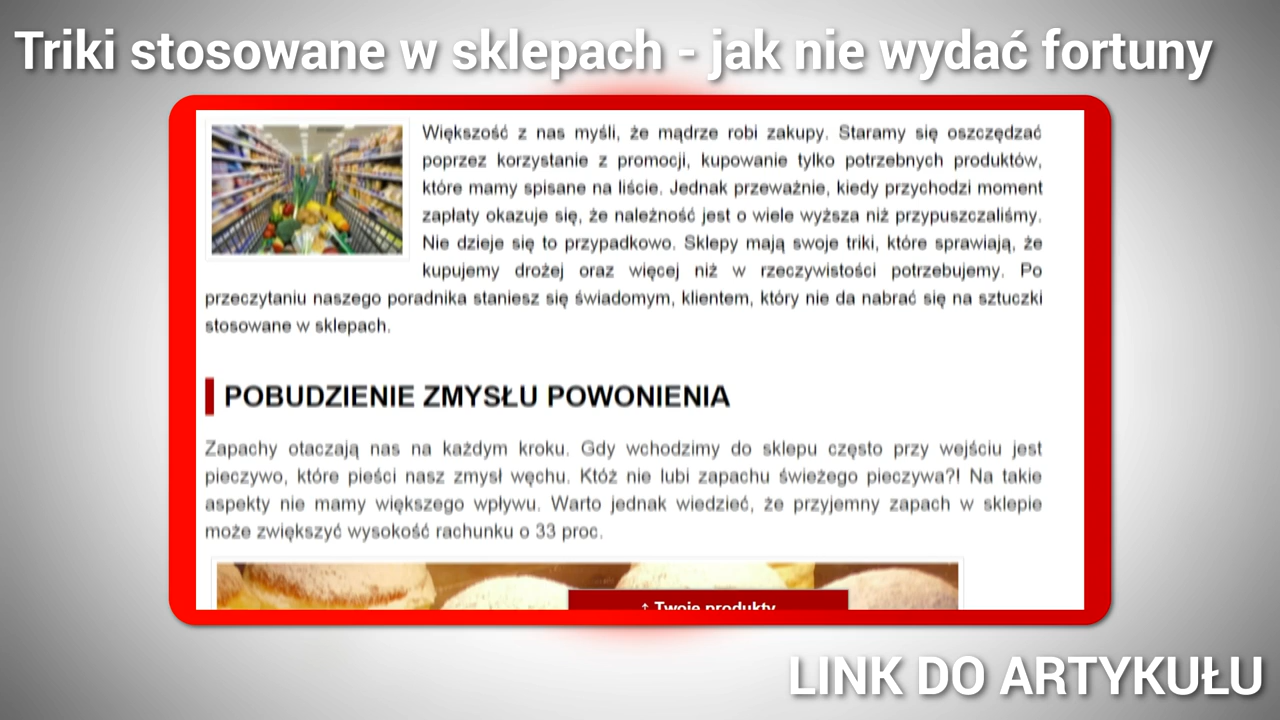 Triki stosowane w sklepach - jak nie wydać fortuny
Większość z nas myśli, że mądrze robi zakupy. Staramy się oszczędzać
poprzez korzystanie z promocji, kupowanie tylko potrzebnych produktów,
które mamy spisane na liście. Jednak przeważnie, kiedy przychodzi moment
zapłaty okazuje się, że należność jest o wiele wyższa niż przypuszczaliśmy.
Nie dzieje się to przypadkowo. Sklepy mają swoje triki, które sprawiają, że
kupujemy drożej oraz więcej niż w rzeczywistości potrzebujemy. Po
przeczytaniu naszego poradnika staniesz się świadomym, klientem, który nie da nabrać się na sztuczki
stosowane w sklepach.
POBUDZIENIE ZMYSŁU POWONIENIA
Zapachy otaczają nas na każdym kroku. Gdy wchodzimy do sklepu często przy wejściu jest
pieczywo, które pieści nasz zmysł węchu. Któż nie lubi zapachu świeżego pieczywa?! Na takie
aspekty nie mamy większego wpływu. Warto jednak wiedzieć, że przyjemny zapach w sklepie
może zwiększyć wysokość rachunku o 33 proc.
↑ Twoje produkty
LINK DO ARTYKUŁU